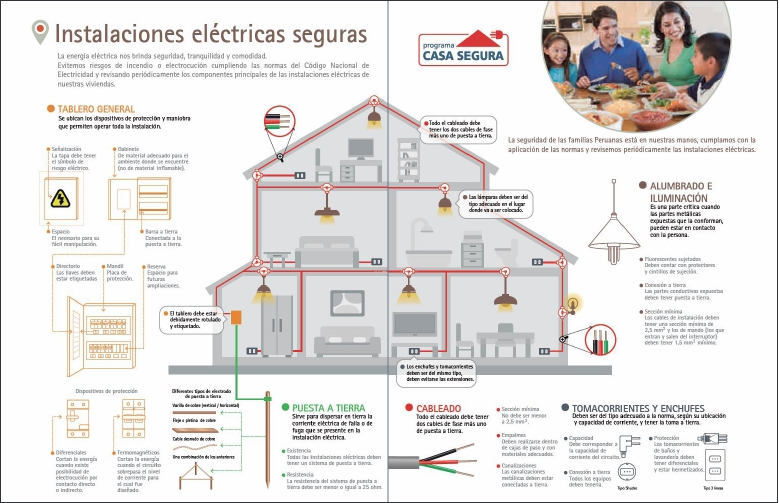 Instalaciones eléctricas seguras
La energía eléctrica nos brinda seguridad, tranquilidad y comodidad.
Evitemos riesgos de incendio o electrocución cumpliendo las normas del Código Nacional de
Electricidad y revisando periódicamente los componentes principales de las instalaciones eléctricas de
nuestras viviendas.
programa
CASA SEGURA
La seguridad de las familias Peruanas está en nuestras manos, cumplamos con la
aplicación de las normas y revisemos periódicamente las instalaciones eléctricas.
TABLERO GENERAL
Se ubican los dispositivos de protección y maniobra
que permiten operar toda la instalación.
Señalización
La tapa debe tener
el símbolo de
riesgo eléctrico.
Gabinete
De material adecuado para el
ambiente donde se encuentre
(no de material inflamable).
Espacio
El necesario para su
fácil manipulación.
Barra a tierra
Conectada a la
puesta a tierra.
Directorio
Las llaves deben
estar etiquetadas
Mandil
Placa de
protección.
Reserva
Espacio para
futuras
ampliaciones.
Dispositivos de protección
Diferenciales
Cortan la energía
cuando existe
posibilidad de
electrocución por
contacto directo
o indirecto.
Termomagnéticos
Cortan la energía
cuando el circuito
sobrepasa el nivel
de corriente para
el cual fue
diseñado.
Todo el cableado debe
tener los dos cables de fase
más uno de puesta a tierra.
Las lámparas deben ser del
tipo adecuado en el lugar
donde va a ser colocado.
El tablero debe estar
debidamente rotulado
y etiquetado.
Los enchufes y tomacorrientes
deben ser del mismo tipo,
deben evitarse las extensiones.
ALUMBRADO E
ILUMINACIÓN
Es una parte crítica cuando
las partes metálicas
expuestas que la conforman,
pueden estar en contacto
con la persona.
Fluorescentes sujetados
Deben contar con protectores
y cintillos de sujeción.
Conexión a tierra
Las partes conductivas expuestas
deben tener puesta a tierra.
Sección mínima
Los cables de instalación deben
tener una sección mínima de
2,5 mm² y los de mando (los que
entran y salen del interruptor)
deben tener 1,5 mm² mínimo.
Diferentes tipos de electrodo
de puesta a tierra
Varilla de cobre (vertical / horizontal)
Fleje o platina de cobre
Cable desnudo de cobre
Una combinación de los anteriores
PUESTA A TIERRA
Sirve para dispersar en tierra la
corriente eléctrica de falla o de
fuga que se presente en la
instalación eléctrica.
Existencia
Todas las instalaciones eléctricas deben
tener un sistema de puesta a tierra.
Resistencia
La resistencia del sistema de puesta a
tierra debe ser menor o igual a 25 ohm.
CABLEADO
Todo el cableado debe tener
dos cables de fase más uno
de puesta a tierra.
Sección mínima
No debe ser menor
a 2,5 mm².
Empalmes
Deben realizarse dentro
de cajas de paso y con
materiales adecuados.
Canalizaciones
Las canalizaciones
metálicas deben estar
conectadas a tierra.
TOMACORRIENTES Y ENCHUFES
Deben ser del tipo adecuado a la norma, según su ubicación
y capacidad de corriente, y tener la toma a tierra.
Capacidad
Debe corresponder a
la capacidad de
corriente del circuito.
Conexión a tierra
Todos los equipos
deben tenerla.
Tipo Shucko
Protección
Los tomacorrientes
de baños y
lavandería deben
tener diferenciales
y estar hermetizados.
Tipo 3 líneas